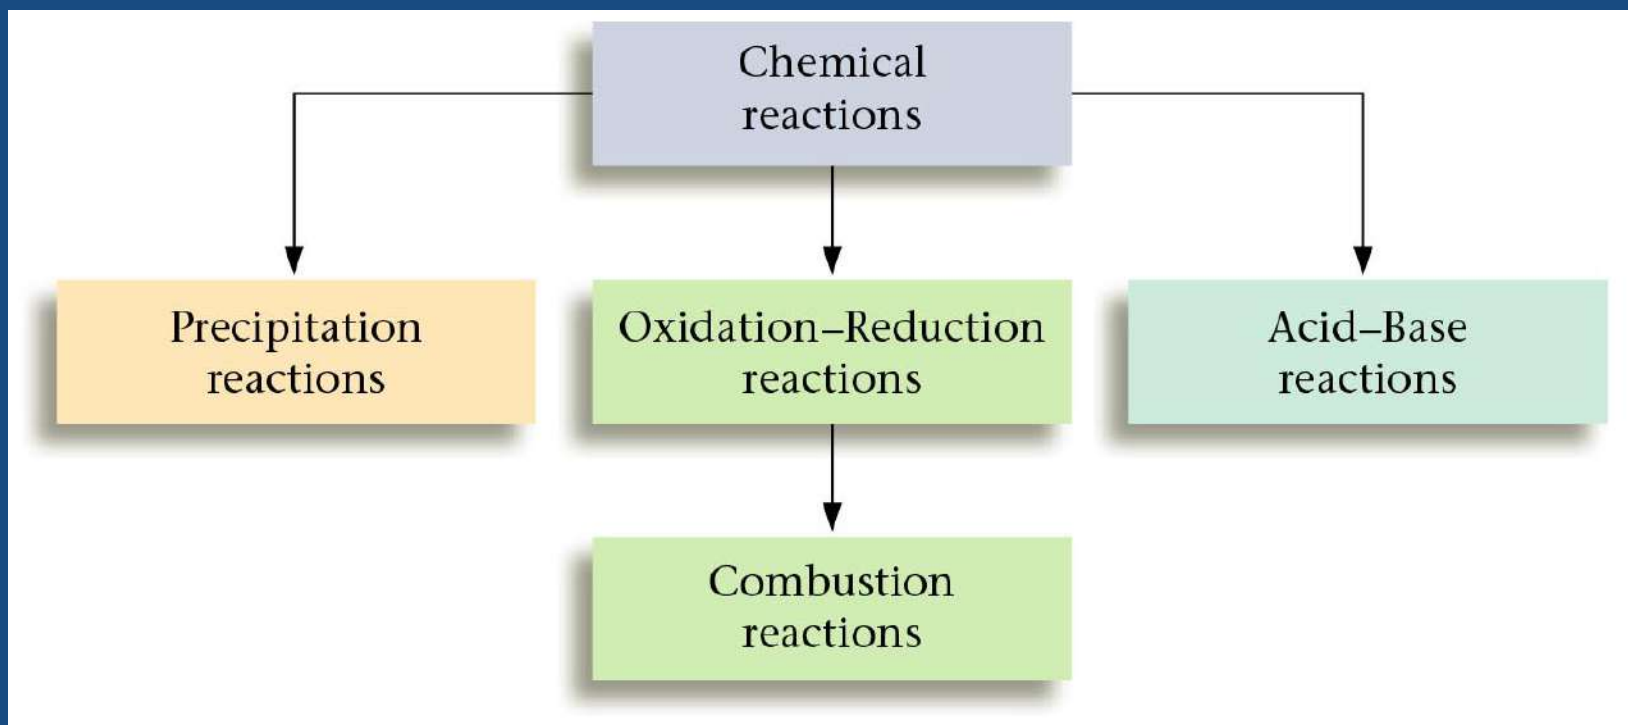 Chemical
reactions
Precipitation
reactions
Oxidation–Reduction
reactions
Acid–Base
reactions
Combustion
reactions